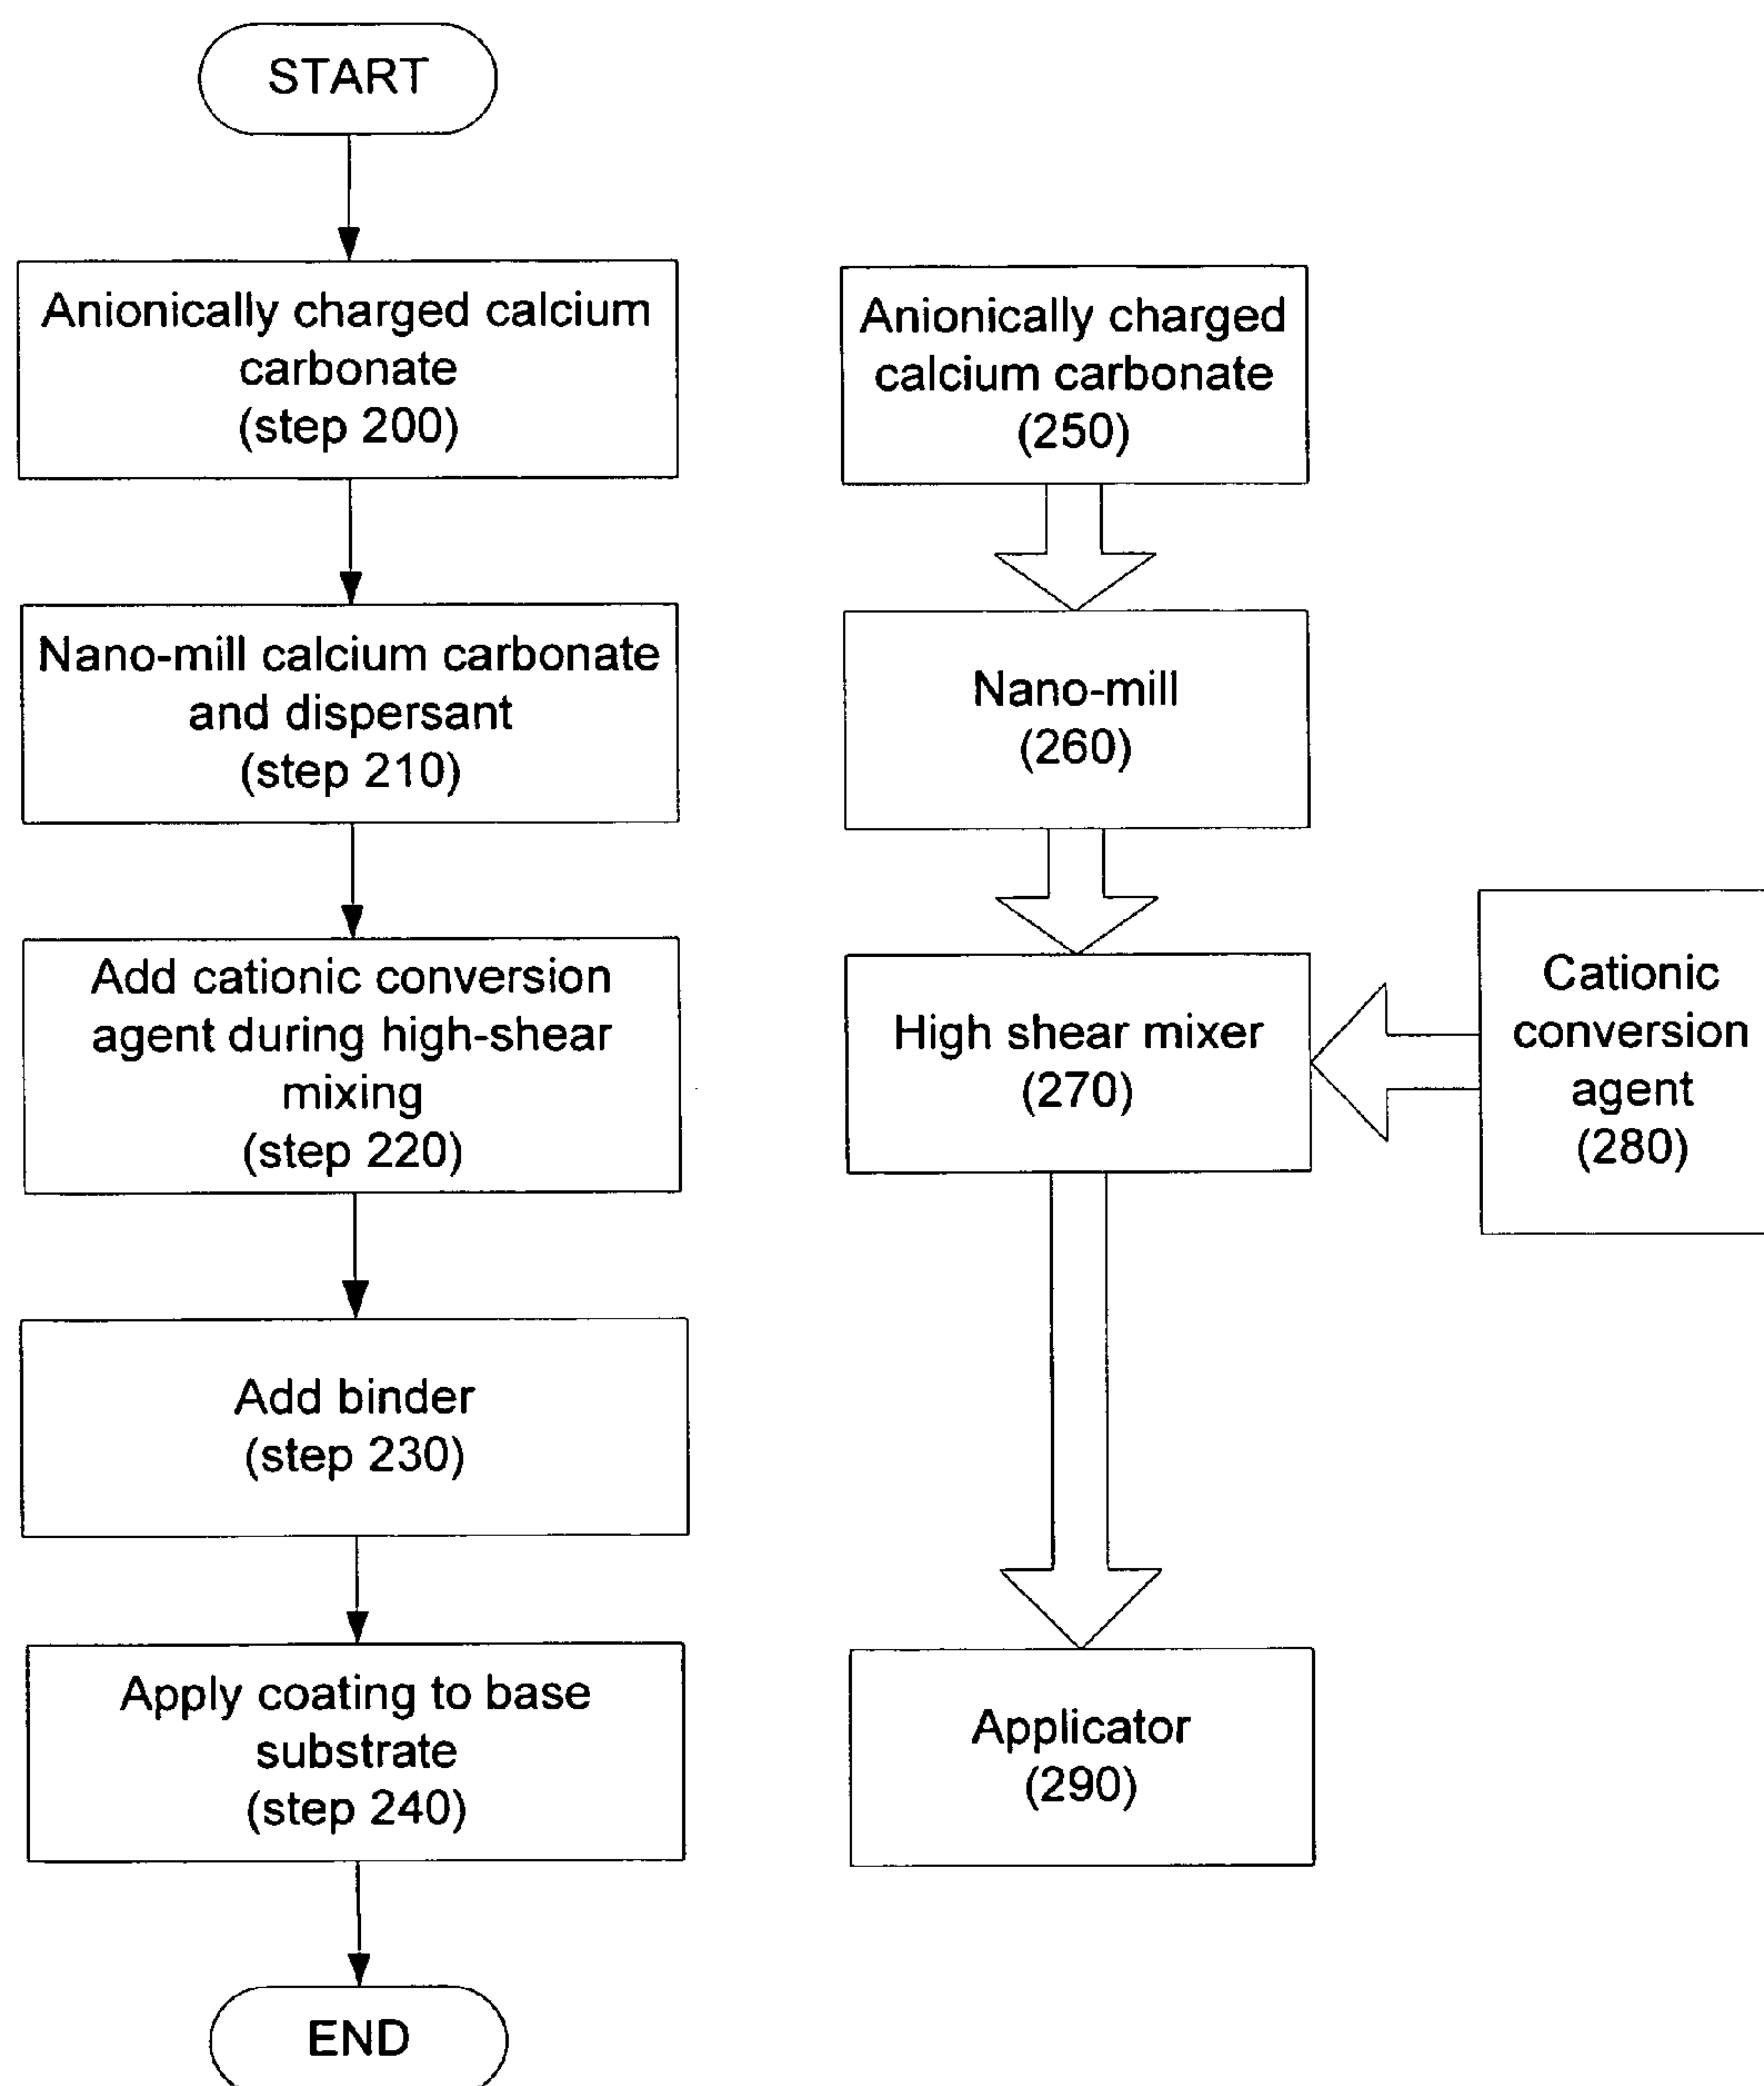 START
Anionically charged calcium
carbonate
(step 200)
Nano-mill calcium carbonate
and dispersant
(step 210)
Add cationic conversion
agent during high-shear
mixing
(step 220)
Add binder
(step 230)
Apply coating to base
substrate
(step 240)
END
Anionically charged
calcium carbonate
(250)
Nano-mill
(260)
High shear mixer
(270)
Cationic
conversion
agent
(280)
Applicator
(290)